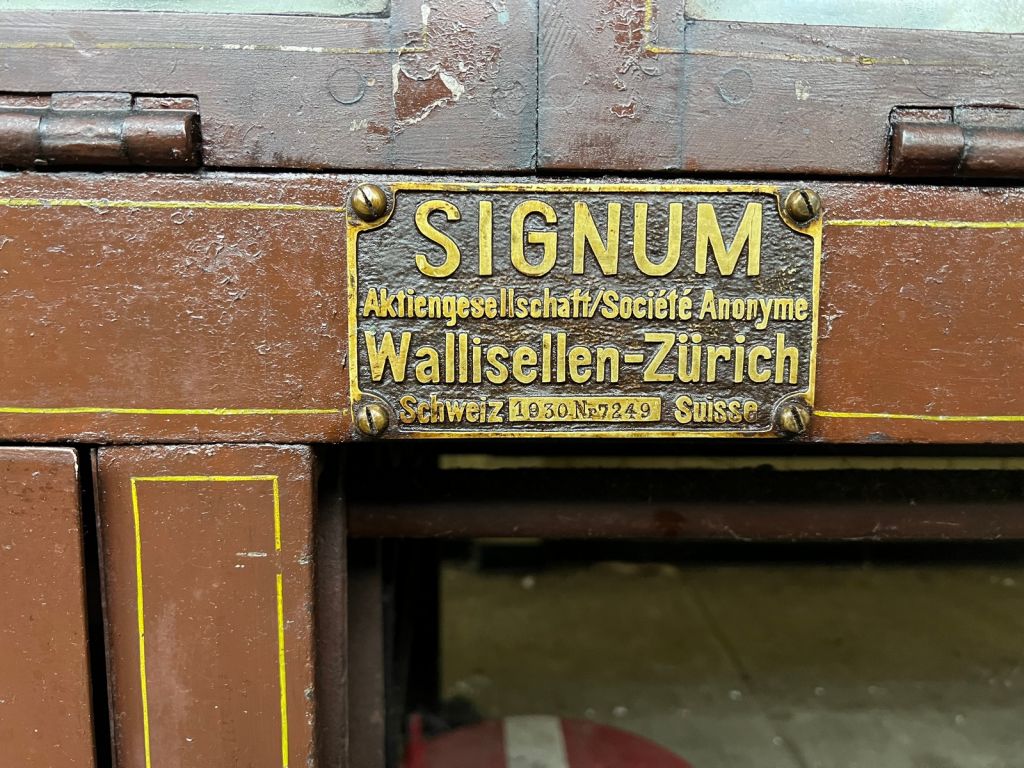 SIGNUM
Aktiengesellschaft/Société Anonyme
Wallisellen-Zürich
Schweiz 1930 Nr. 7249 Suisse